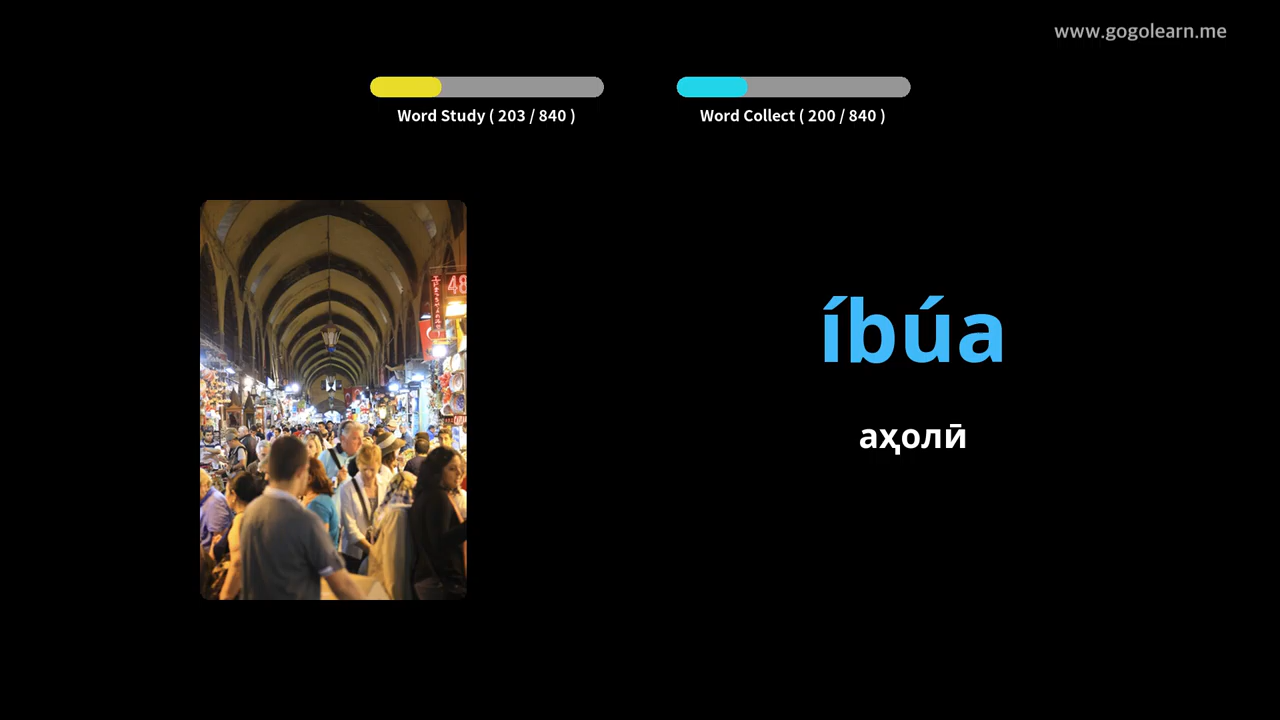 www.gogolearn.me
Word Study ( 203 / 840 )
Word Collect ( 200 / 840 )
48
íbúa
аҳолӣ